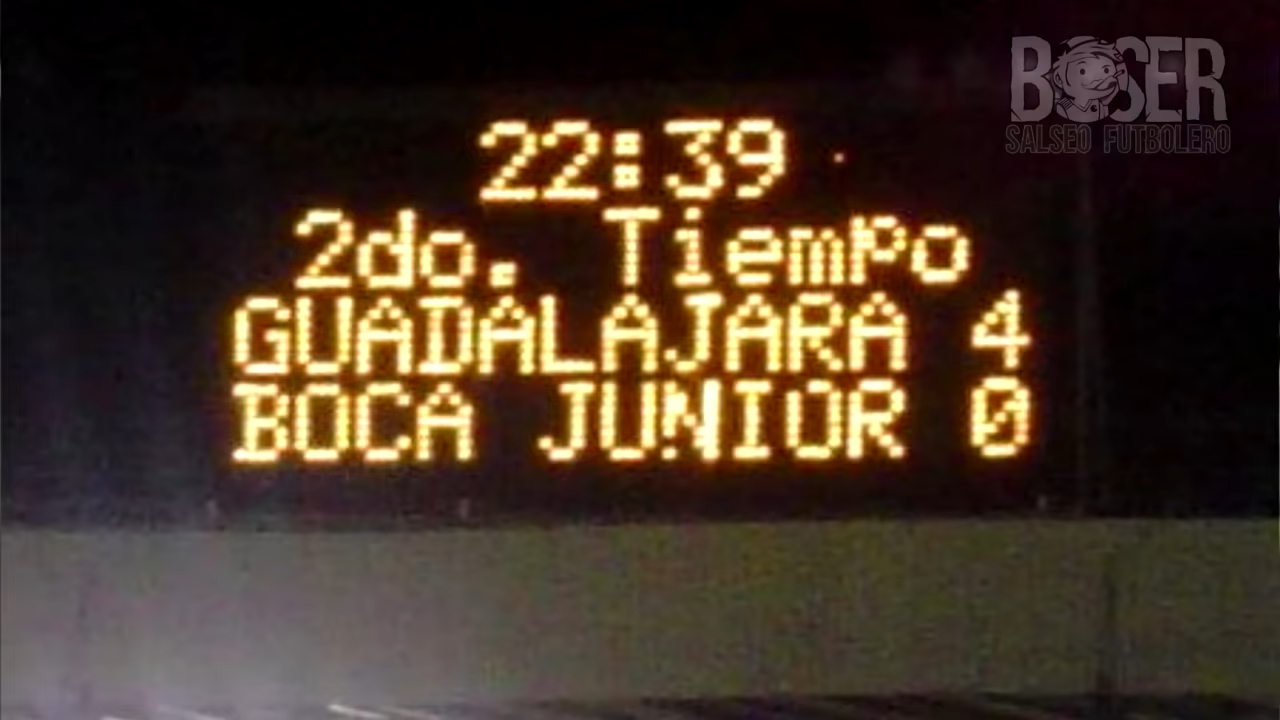 BOSER
SALSEO FUTBOLERO
22:39
2do. Tiempo
GUADALAJARA 4
BOCA JUNIOR 0